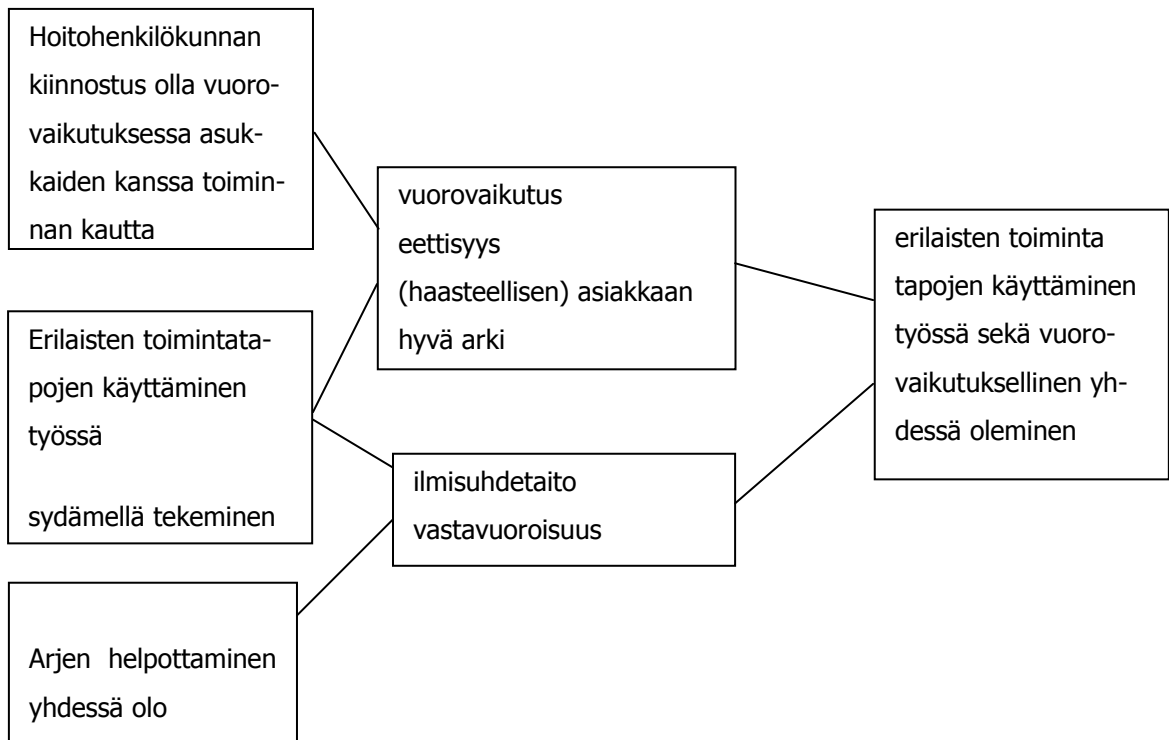 Hoitohenkilökunnan
kiinnostus olla vuoro-
vaikutuksessa asuk-
kaiden kanssa toimin-
nan kautta
Erilaisten toimintata-
pojen käyttäminen
työssä
sydämellä tekeminen
Arjen helpottaminen
yhdessä olo
vuorovaikutus
eettisyys
(haasteellisen) asiakkaan
hyvä arki
ilmisuhdetaito
vastavuoroisuus
erilaisten toiminta
tapojen käyttäminen
työssä sekä vuoro-
vaikutuksellinen yh-
dessä oleminen